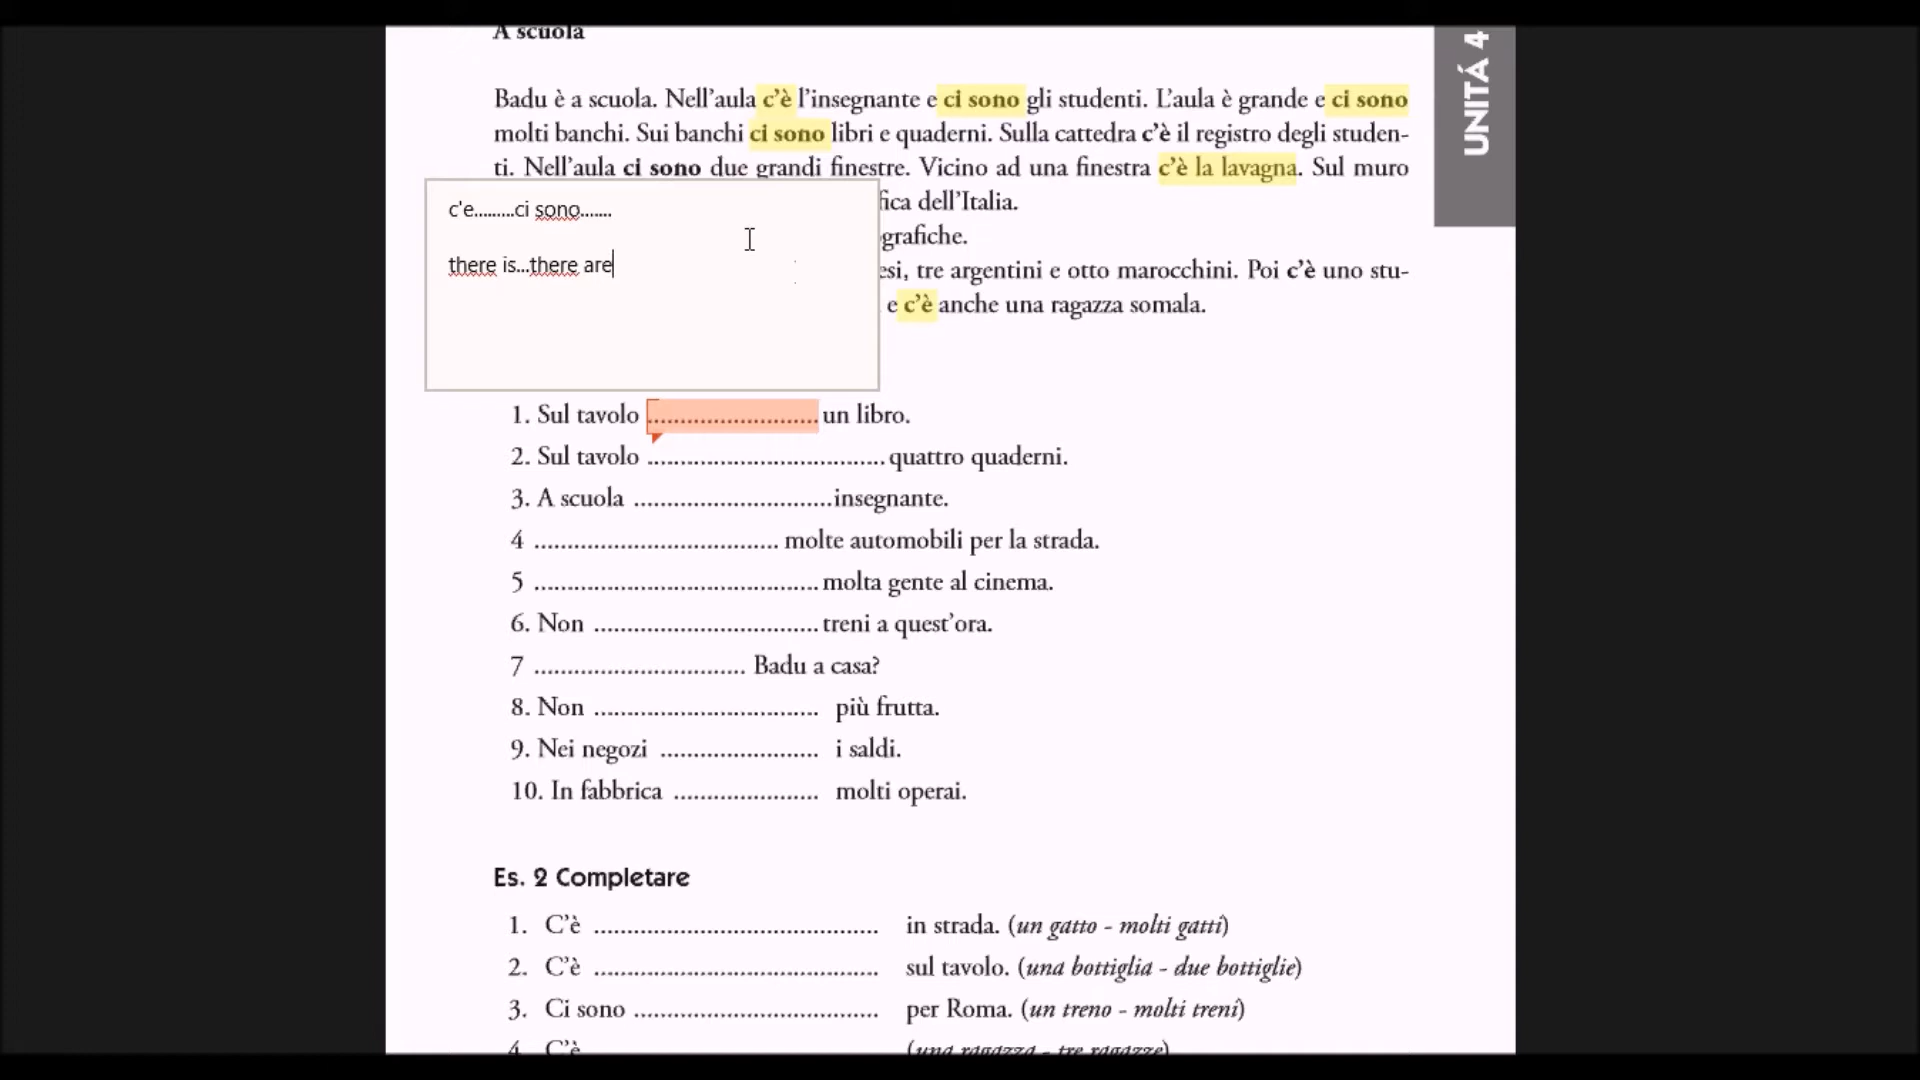 A scuola
UNITÁ 4
Badu è a scuola. Nell’aula c’è l’insegnante e ci sono gli studenti. L’aula è grande e ci sono
molti banchi. Sui banchi ci sono libri e quaderni. Sulla cattedra c’è il registro degli studen-
ti. Nell’aula ci sono due grandi finestre. Vicino ad una finestra c’è la lavagna. Sul muro
fica dell’Italia.
grafiche.
esi, tre argentini e otto marocchini. Poi c’è uno stu-
e c’è anche una ragazza somala.
c'e.........ci sono.......
there is...there are
1. Sul tavolo .......................... un libro.
2. Sul tavolo .................................... quattro quaderni.
3. A scuola ..............................insegnante.
4 ..................................... molte automobili per la strada.
5 ........................................... molta gente al cinema.
6. Non .................................. treni a quest’ora.
7 ................................ Badu a casa?
8. Non .................................. più frutta.
9. Nei negozi ........................ i saldi.
10. In fabbrica ...................... molti operai.
Es. 2 Completare
1. C’è ........................................... in strada. (un gatto - molti gatti)
2. C’è ........................................... sul tavolo. (una bottiglia - due bottiglie)
3. Ci sono ..................................... per Roma. (un treno - molti treni)
4. C’è (una ragazza - tre ragazze)